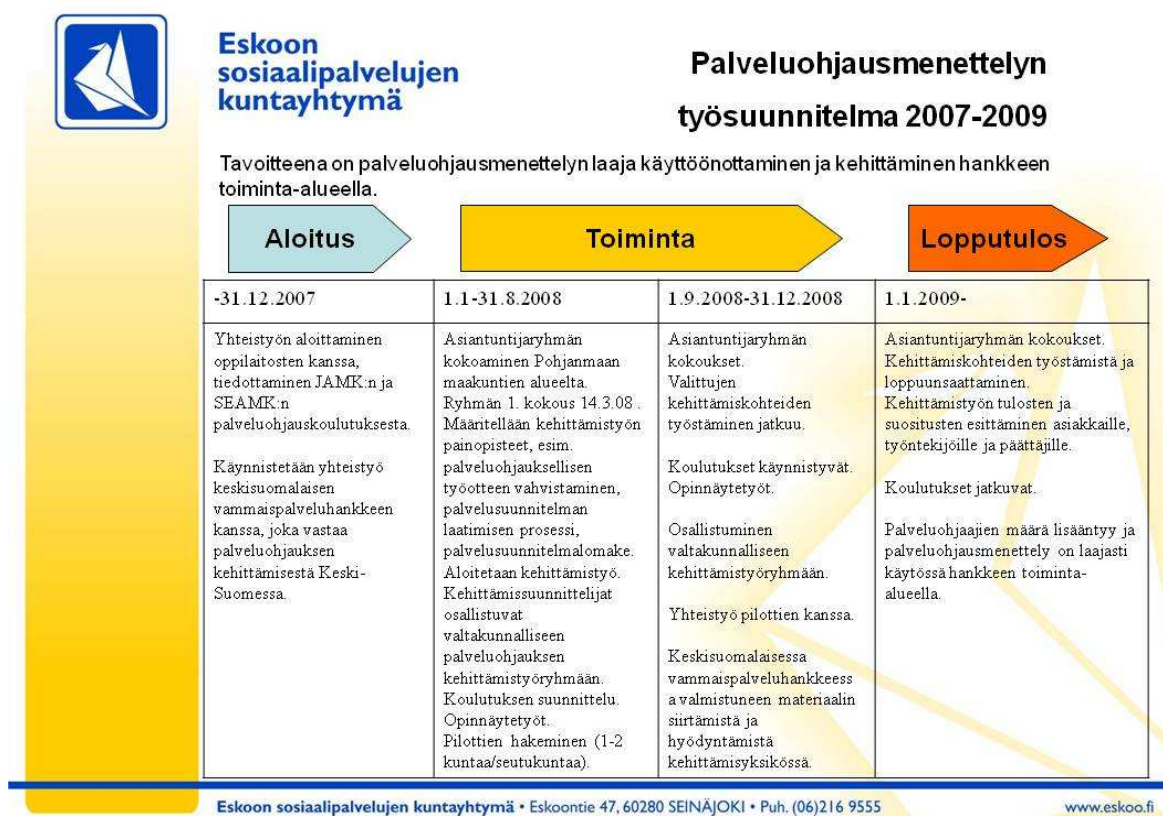 Eskoon
sosiaalipalvelujen
kuntayhtymä
Palveluohjausmenettelyn
työsuunnitelma 2007-2009
Tavoitteena on palveluohjausmenettelyn laaja käyttöönottaminen ja kehittäminen hankkeen
toiminta-alueella.
Aloitus
Toiminta
Lopputulos
-31.12.2007
1.1-31.8.2008
1.9.2008-31.12.2008
1.1.2009-
Yhteistyön aloittaminen
oppilaitosten kanssa,
tiedottaminen JAMK:n ja
SEAMK:n
palveluohjauskoulutuksesta.
Käynnistetään yhteistyö
keskisuomalaisen
vammaispalveluhankkeen
kanssa, joka vastaa
palveluohjauksen
kehittämisestä Keski-
Suomessa.
Asiantuntijaryhmän
kokoaminen Pohjanmaan
maakuntien alueelta.
Ryhmän 1. kokous 14.3.08 .
Määritellään kehittämistyön
painopisteet, esim.
palveluohjauksellisen
työotteen vahvistaminen,
palvelusuunnitelman
laatimisen prosessi,
palvelusuunnitelmalomake.
Aloitetaan kehittämistyö.
Kehittämissuunnittelijat
osallistuvat
valtakunnalliseen
palveluohjauksen
kehittämistyöryhmään.
Koulutuksen suunnittelu.
Opinnäytetyöt.
Pilottien hakeminen (1-2
kuntaa/seutukuntaa).
Asiantuntijaryhmän
kokoukset.
Valittujen
kehittämiskohteiden
työstäminen jatkuu.
Koulutukset käynnistyvät.
Opinnäytetyöt.
Osallistuminen
valtakunnalliseen
kehittämistyöryhmään.
Yhteistyö pilottien kanssa.
Keskisuomalaisessa
vammaispalveluhankkeess
a valmistuneen materiaalin
siirtämistä ja
hyödyntämistä
kehittämisyksikössä.
Asiantuntijaryhmän kokoukset.
Kehittämiskohteiden työstämistä ja
loppuunsaattaminen.
Kehittämistyön tulosten ja
suositusten esittäminen asiakkaille,
työntekijöille ja päättäjille.
Koulutukset jatkuvat.
Palveluohjaajien määrä lisääntyy ja
palveluohjausmenettely on laajasti
käytössä hankkeen toiminta-
alueella.
Eskoon sosiaalipalvelujen kuntayhtymä • Eskoontie 47, 60280 SEINÄJOKI • Puh. (06)216 9555
www.eskoo.fi